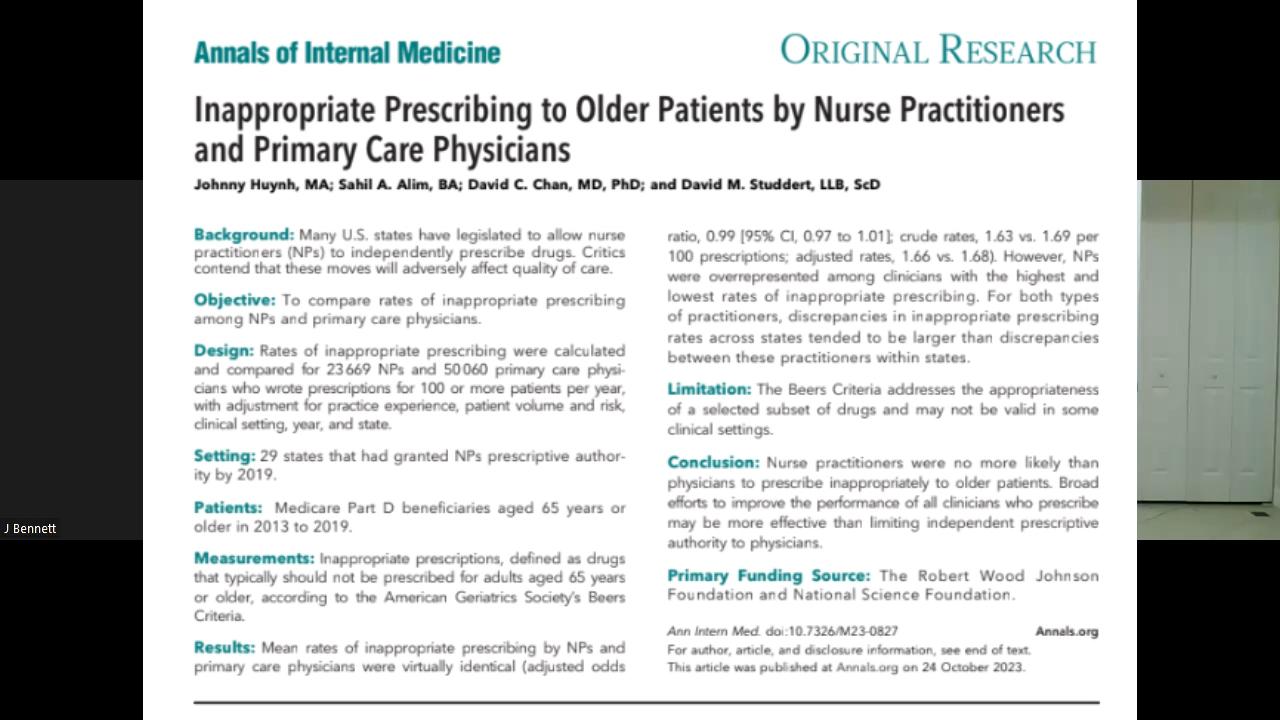 Annals of Internal Medicine
ORIGINAL RESEARCH
Inappropriate Prescribing to Older Patients by Nurse Practitioners
and Primary Care Physicians
Johnny Huynh, MA; Sahil A. Alim, BA; David C. Chan, MD, PhD; and David M. Studdert, LLB, ScD
Background: Many U.S. states have legislated to allow nurse
practitioners (NPs) to independently prescribe drugs. Critics
contend that these moves will adversely affect quality of care.
Objective: To compare rates of inappropriate prescribing
among NPs and primary care physicians.
Design: Rates of inappropriate prescribing were calculated
and compared for 23 669 NPs and 50 060 primary care physi-
cians who wrote prescriptions for 100 or more patients per year,
with adjustment for practice experience, patient volume and risk,
clinical setting, year, and state.
Setting: 29 states that had granted NPs prescriptive author-
ity by 2019.
Patients: Medicare Part D beneficiaries aged 65 years or
older in 2013 to 2019.
Measurements: Inappropriate prescriptions, defined as drugs
that typically should not be prescribed for adults aged 65 years
or older, according to the American Geriatrics Society's Beers
Criteria.
Results: Mean rates of inappropriate prescribing by NPs and
primary care physicians were virtually identical (adjusted odds
ratio, 0.99 [95% CI, 0.97 to 1.01]; crude rates, 1.63 vs. 1.69 per
100 prescriptions; adjusted rates, 1.66 vs. 1.68). However, NPs
were overrepresented among clinicians with the highest and
lowest rates of inappropriate prescribing. For both types
of practitioners, discrepancies in inappropriate prescribing
rates across states tended to be larger than discrepancies
between these practitioners within states.
Limitation: The Beers Criteria addresses the appropriateness
of a selected subset of drugs and may not be valid in some
clinical settings.
Conclusion: Nurse practitioners were no more likely than
physicians to prescribe inappropriately to older patients. Broad
efforts to improve the performance of all clinicians who prescribe
may be more effective than limiting independent prescriptive
authority to physicians.
Primary Funding Source: The Robert Wood Johnson
Foundation and National Science Foundation.
Ann Intern Med. doi:10.7326/M23-0827 Annals.org
For author, article, and disclosure information, see end of text.
This article was published at Annals.org on 24 October 2023.
J Bennett